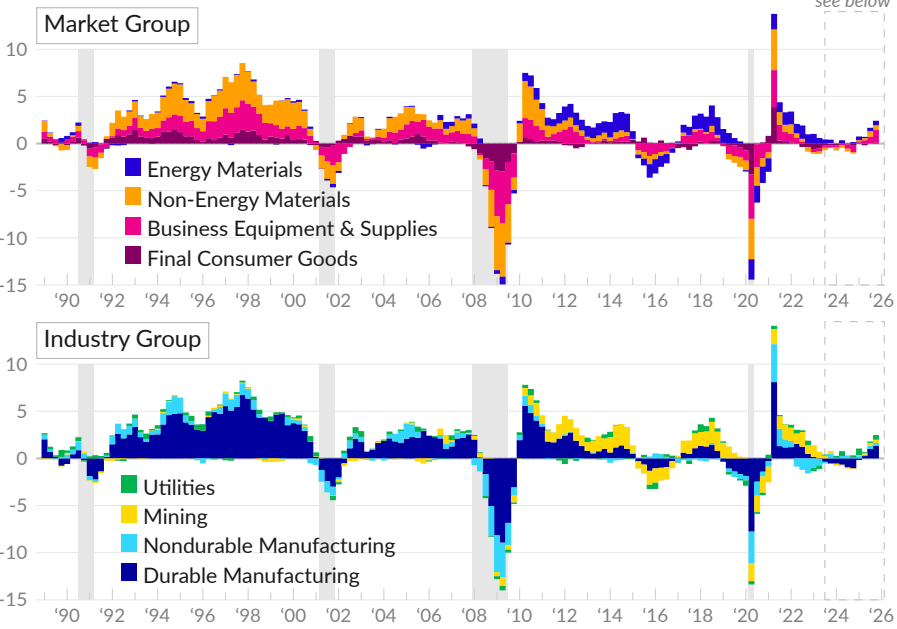 see below
Market Group
10
5
0
-5
-10
-15
Energy Materials
Non-Energy Materials
Business Equipment & Supplies
Final Consumer Goods
‘90 ‘92 ‘94 ‘96 ‘98 ‘00 ‘02 ‘04 ‘06 ‘08 ‘10 ‘12 ‘14 ‘16 ‘18 ‘20 ‘22 ‘24 ‘26
Industry Group
10
5
0
-5
-10
-15
Utilities
Mining
Nondurable Manufacturing
Durable Manufacturing
‘90 ‘92 ‘94 ‘96 ‘98 ‘00 ‘02 ‘04 ‘06 ‘08 ‘10 ‘12 ‘14 ‘16 ‘18 ‘20 ‘22 ‘24 ‘26